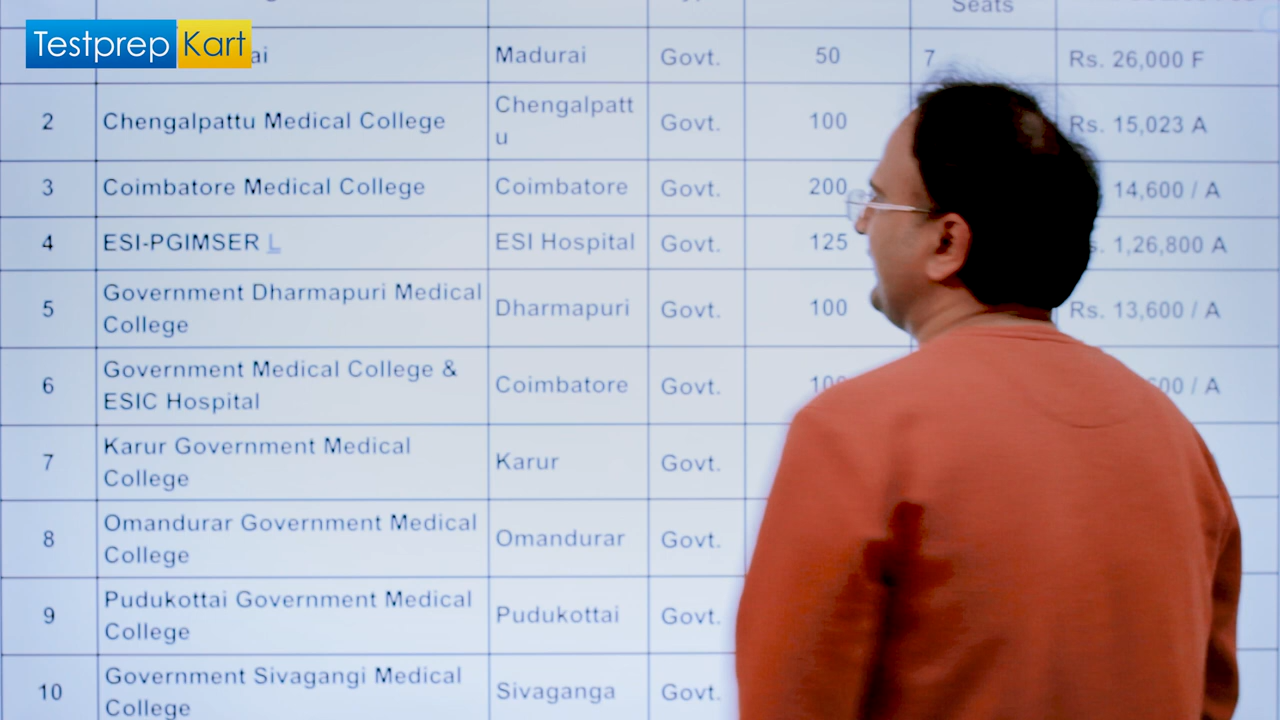 Testprep Kart
Seats
ai Madurai Govt. 50 7 Rs. 26,000 F
2 Chengalpattu Medical College Chengalpatt Govt. 100 Rs. 15,023 A
u
3 Coimbatore Medical College Coimbatore Govt. 200 14,600 / A
4 ESI-PGIMSER L ESI Hospital Govt. 125 1,26,800 A
5 Government Dharmapuri Medical Dharmapuri Govt. 100 Rs. 13,600 / A
College
6 Government Medical College & Coimbatore Govt. 100 / A
ESIC Hospital
7 Karur Government Medical Karur Govt.
College
8 Omandurar Government Medical Omandurar Govt.
College
9 Pudukottai Government Medical Pudukottai Govt.
College
10 Government Sivagangi Medical Sivaganga Govt.
College